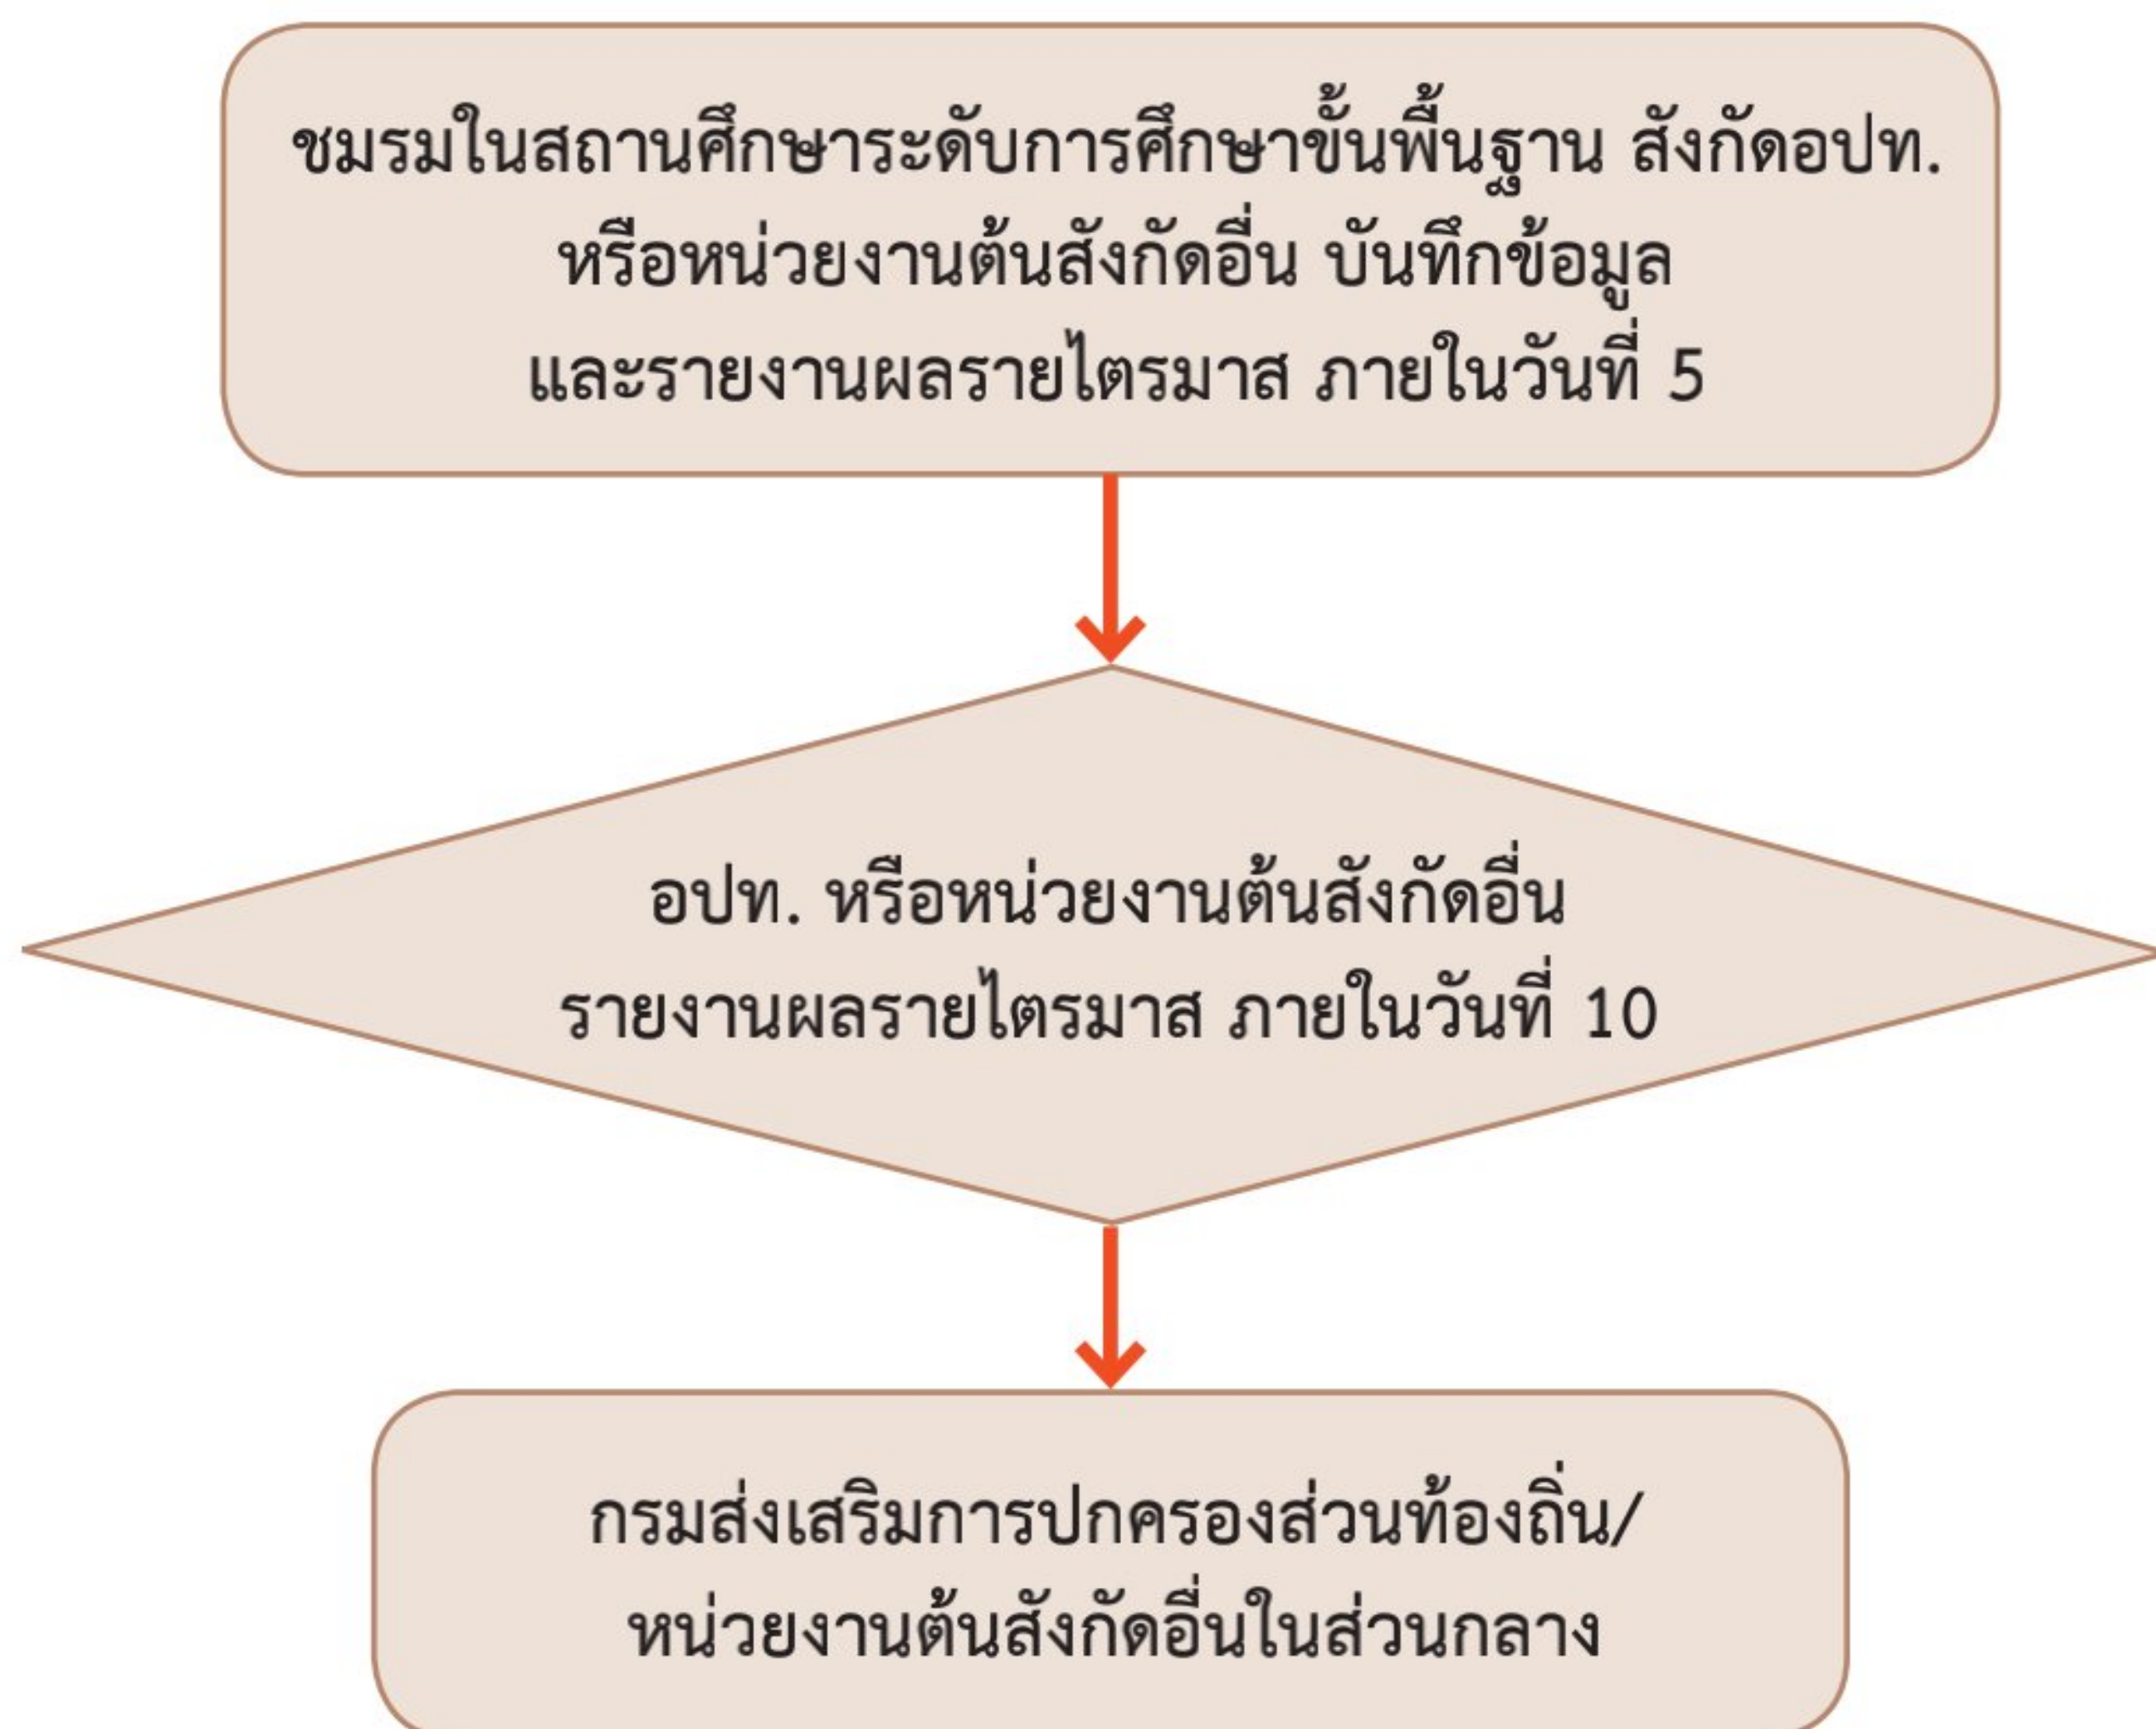 ชมรมในสถานศึกษาระดับการศึกษาขั้นพื้นฐาน สังกัดอปท.
หรือหน่วยงานต้นสังกัดอื่น บันทึกข้อมูล
และรายงานผลรายไตรมาส ภายในวันที่ 5
อปท. หรือหน่วยงานต้นสังกัดอื่น
รายงานผลรายไตรมาส ภายในวันที่ 10
กรมส่งเสริมการปกครองส่วนท้องถิ่น/
หน่วยงานต้นสังกัดอื่นในส่วนกลาง